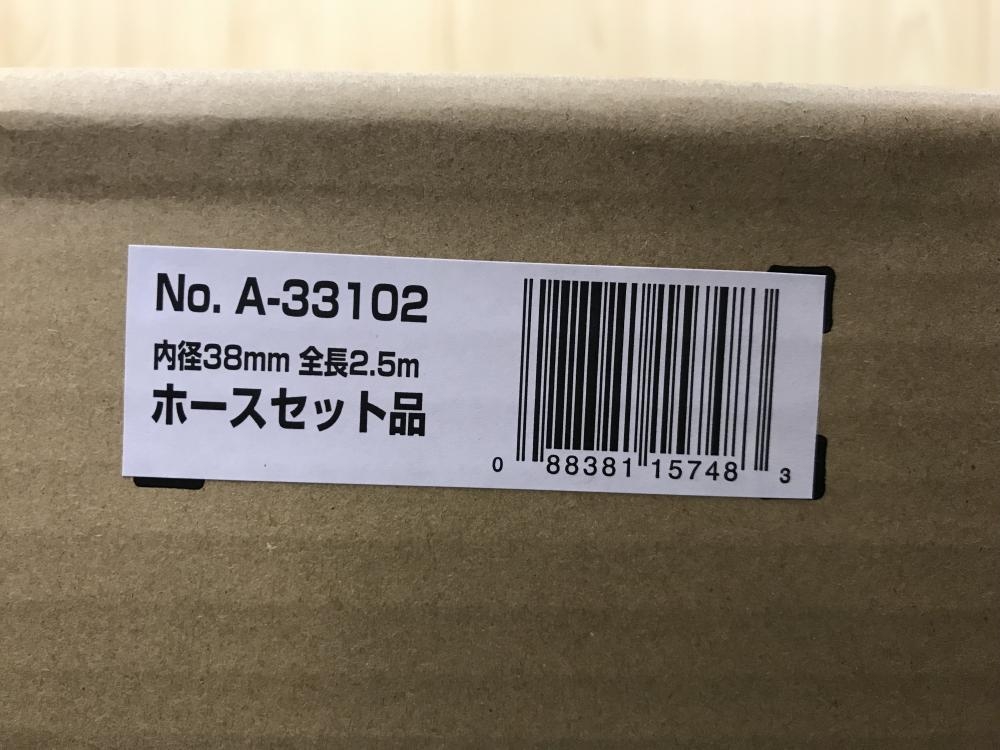 No. A-33102
内径38mm 全長2.5m
ホースセット品
0 88381 15748 3